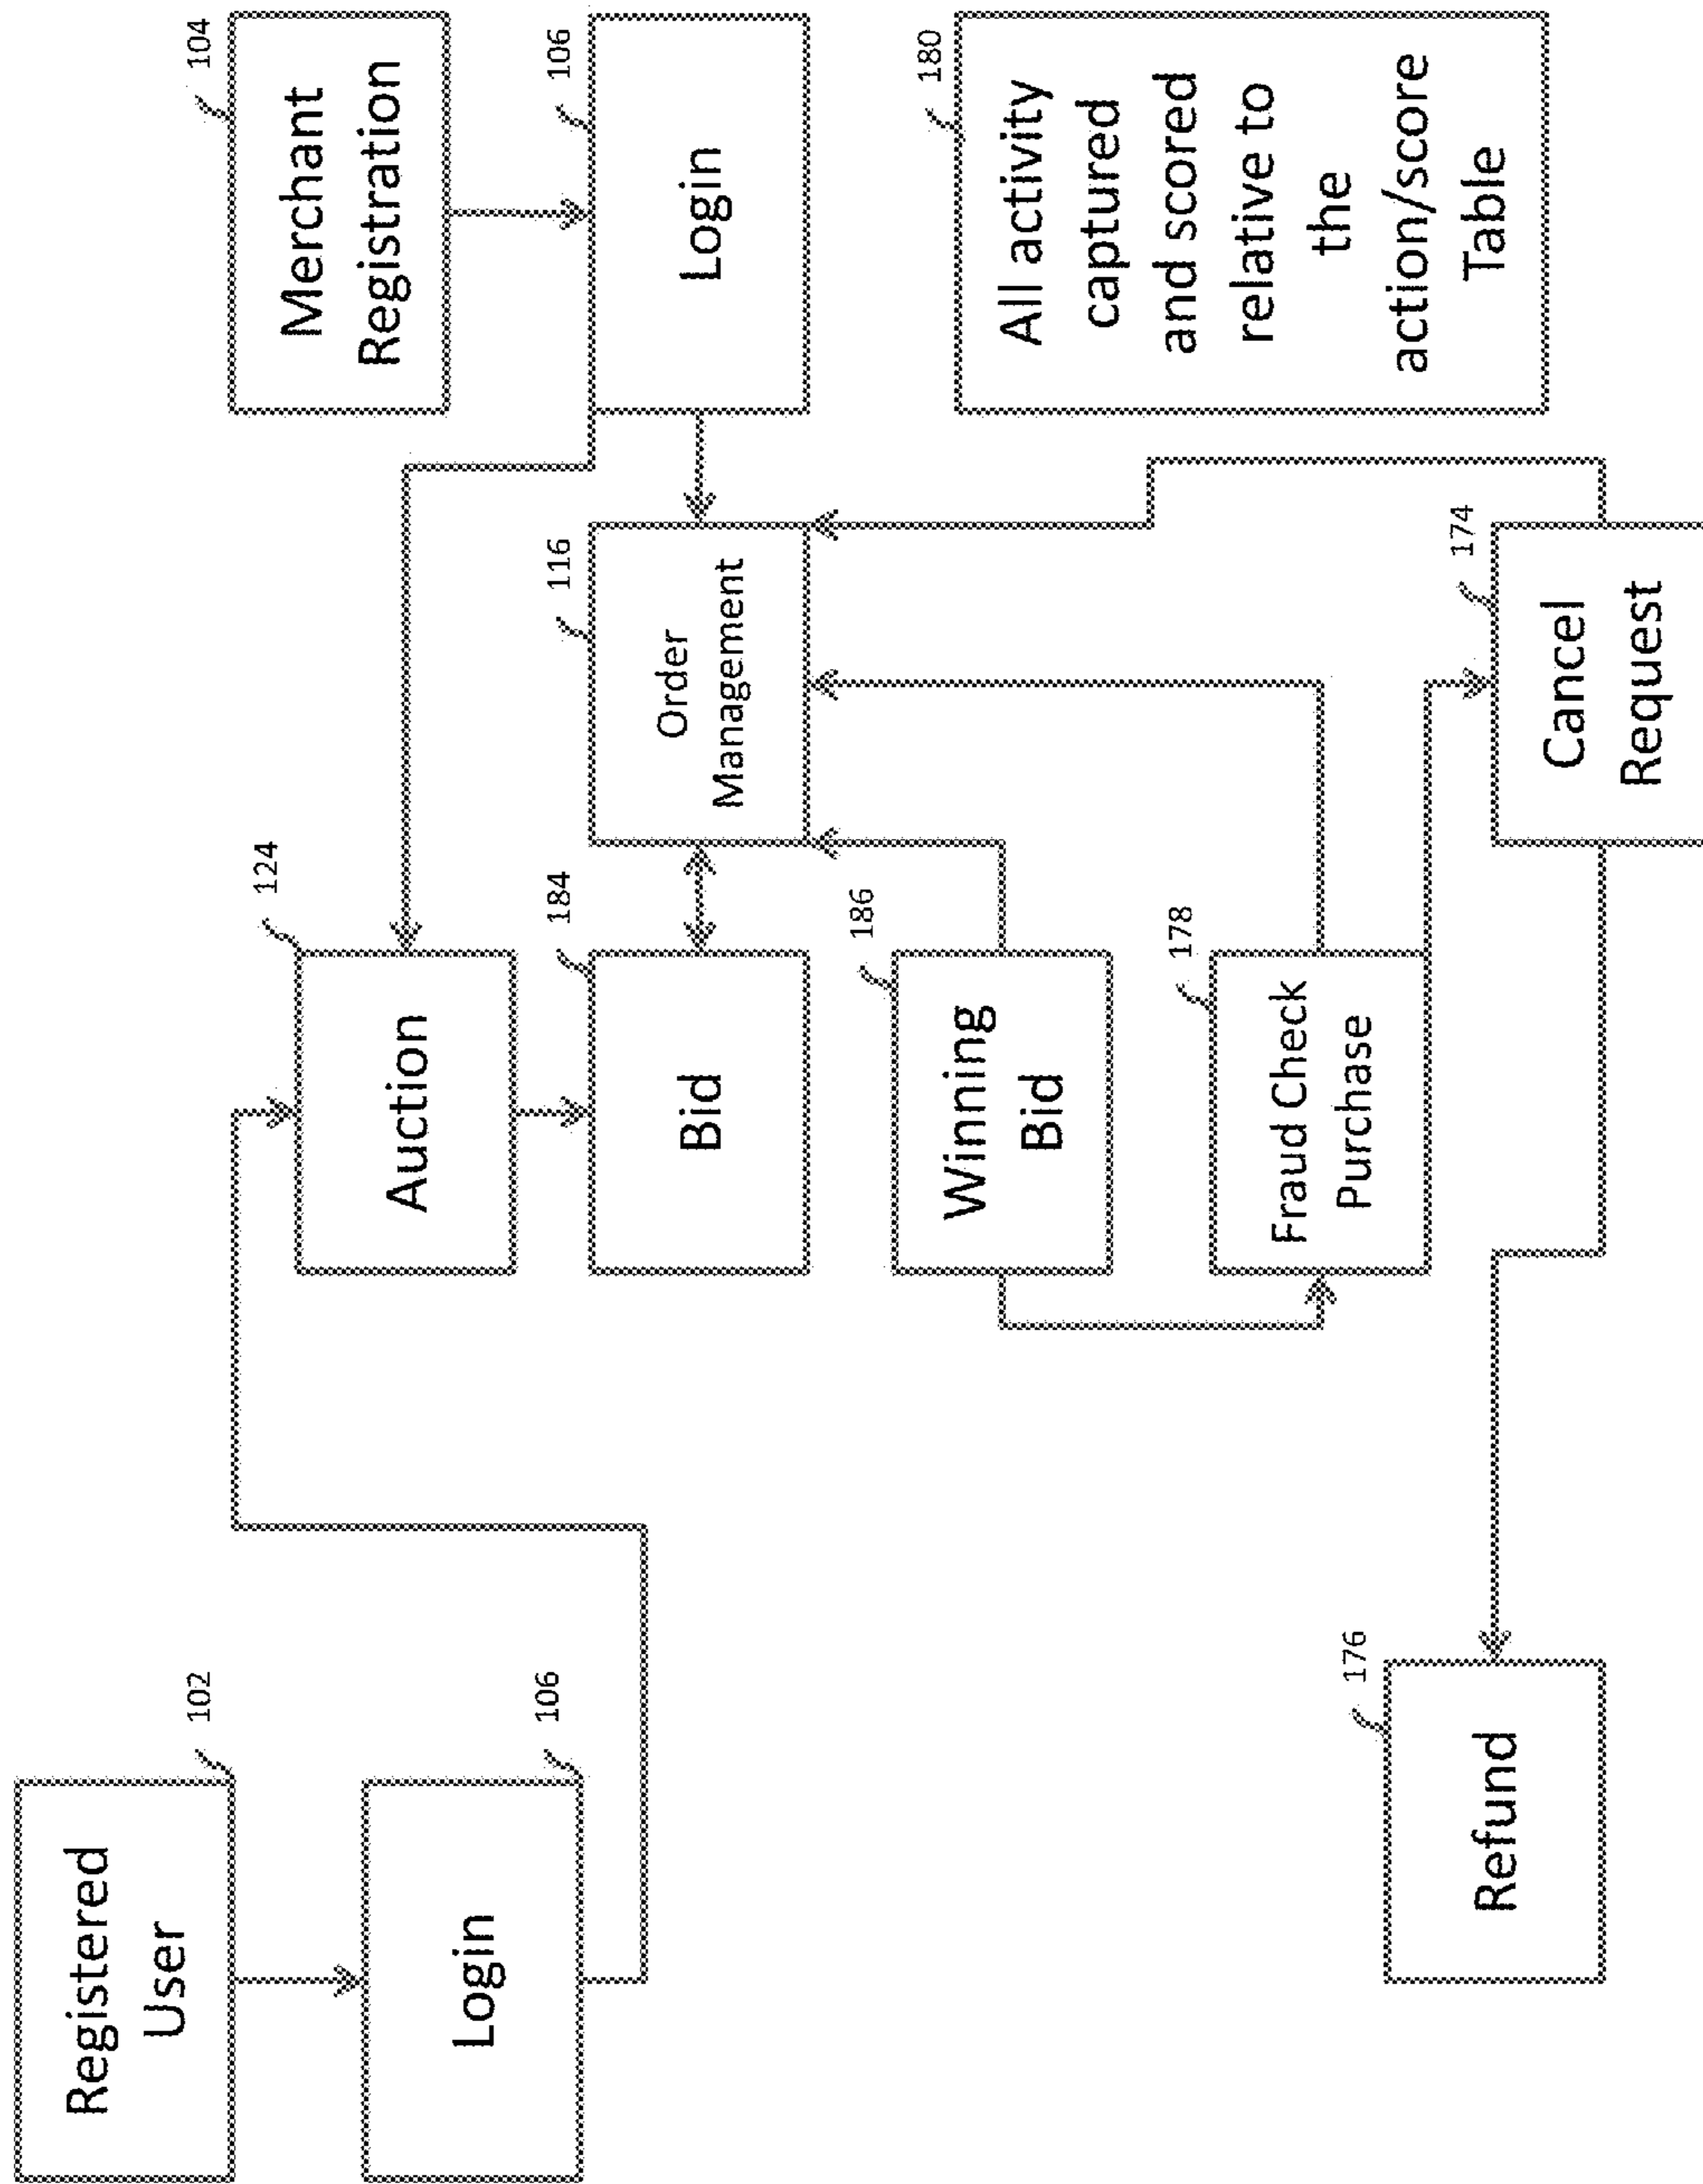 Registered
User
102
104
Merchant
Registration
124
Auction
Login
106
184
Bid
116
Order
Management
106
Login
186
Winning
Bid
180
All activity
captured
and scored
relative to
the
action/score
Table
178
Fraud Check
Purchase
176
Refund
174
Cancel
Request